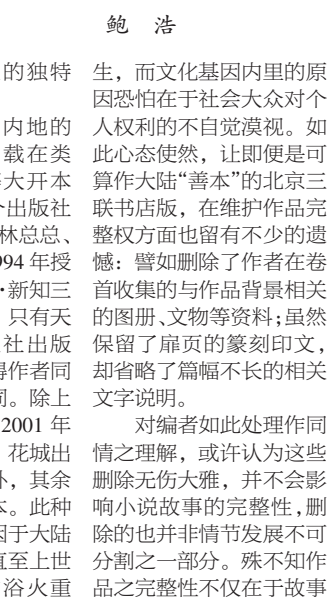 鲍 浩
的独特
内地的
载在类
大开本
出版社
林总总、
994 年授
·新知三
只有天
社出版
得作者同
同。除上
2001 年
花城出
外，其余
本。此种
因于大陆
直至上世
浴火重
生，而文化基因内里的原
因恐怕在于社会大众对个
人权利的不自觉漠视。如
此心态使然，让即便是可
算作大陆“善本”的北京三
联书店版，在维护作品完
整权方面也留有不少的遗
憾：譬如删除了作者在卷
首收集的与作品背景相关
的图册、文物等资料；虽然
保留了扉页的篆刻印文，
却省略了篇幅不长的相关
文字说明。
对编者如此处理作同
情之理解，或许认为这些
删除无伤大雅，并不会影
响小说故事的完整性，删
除的也并非情节发展不可
分割之一部分。殊不知作
品之完整性不仅在于故事